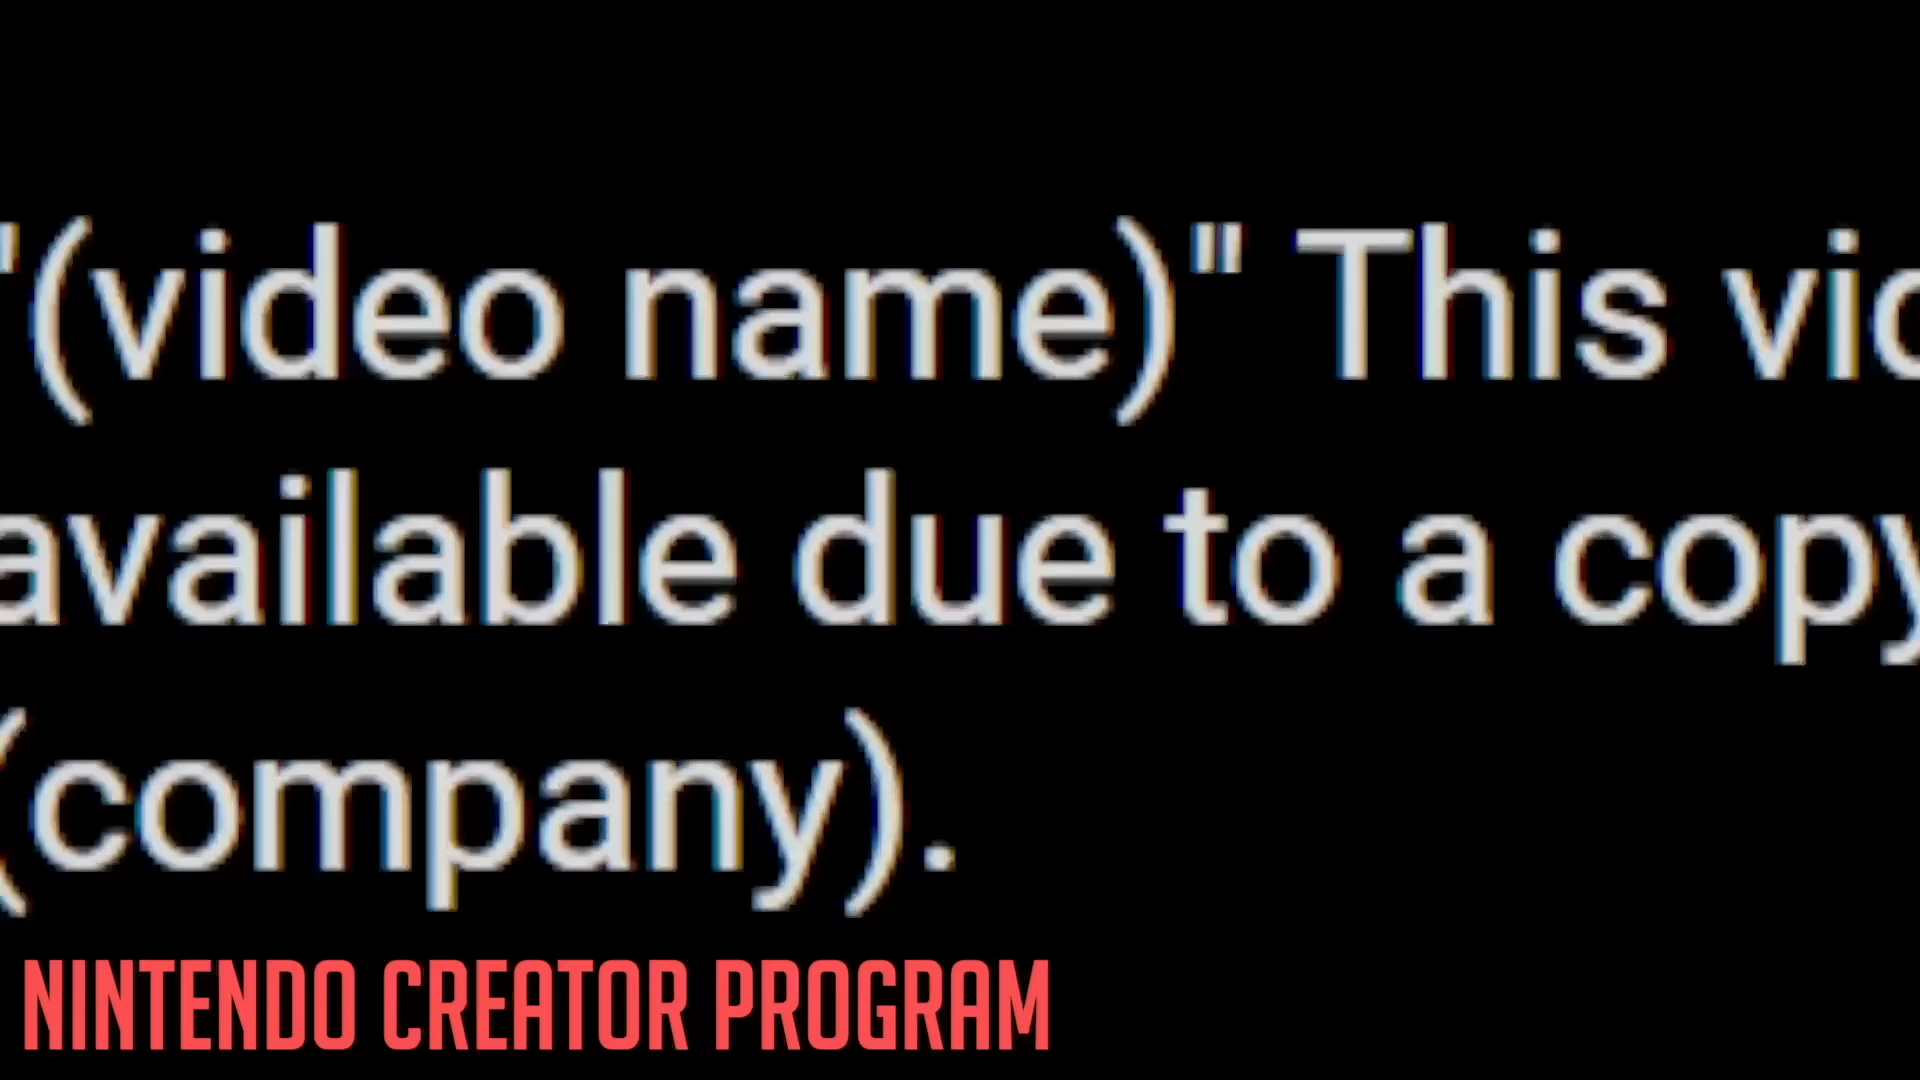 "(video name)" This vid
available due to a copy
(company).
NINTENDO CREATOR PROGRAM